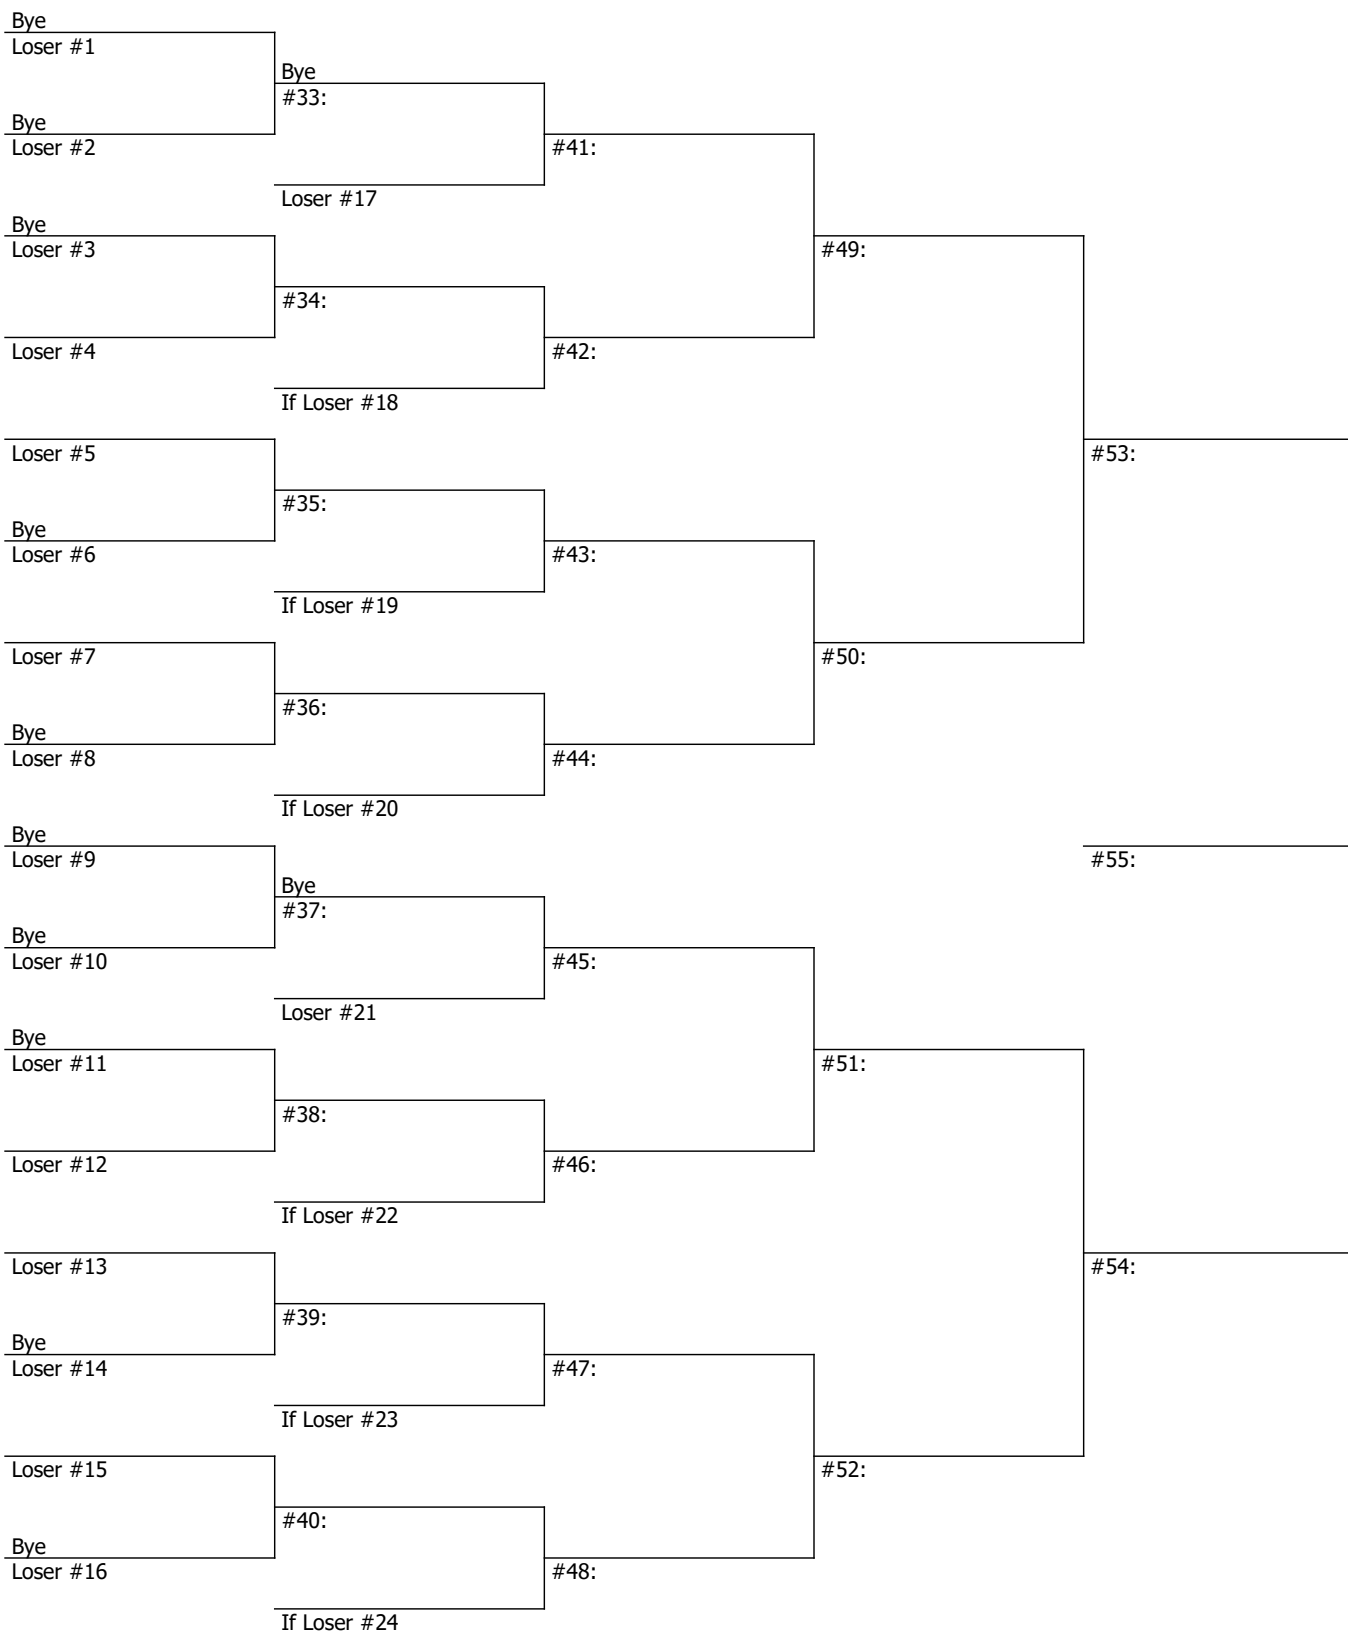 Bye
Loser #1
Bye
#33:
Bye
Loser #2
#41:
Loser #17
Bye
Loser #3
#49:
#34:
Loser #4
#42:
If Loser #18
Loser #5
#53:
#35:
Bye
Loser #6
#43:
If Loser #19
Loser #7
#50:
#36:
Bye
Loser #8
#44:
If Loser #20
Bye
Loser #9
#55:
Bye
#37:
Bye
Loser #10
#45:
Loser #21
Bye
Loser #11
#51:
#38:
Loser #12
#46:
If Loser #22
Loser #13
#54:
#39:
Bye
Loser #14
#47:
If Loser #23
Loser #15
#52:
#40:
Bye
Loser #16
#48:
If Loser #24